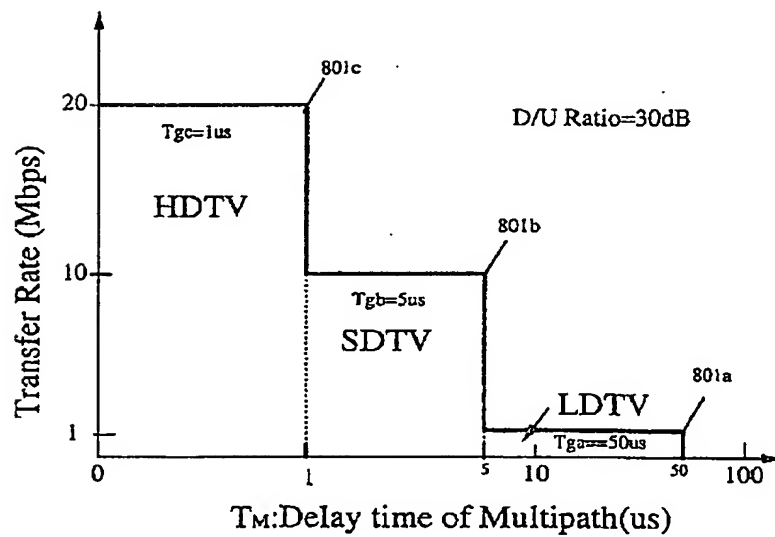 801c
20
Tgc=1us
D/U Ratio=30dB
HDTV
801b
10
Tgb=5us
SDTV
801a
LDTV
1
Tga==50us
0 1 5 10 50 100
Transfer Rate (Mbps)
TM:Delay time of Multipath(us)